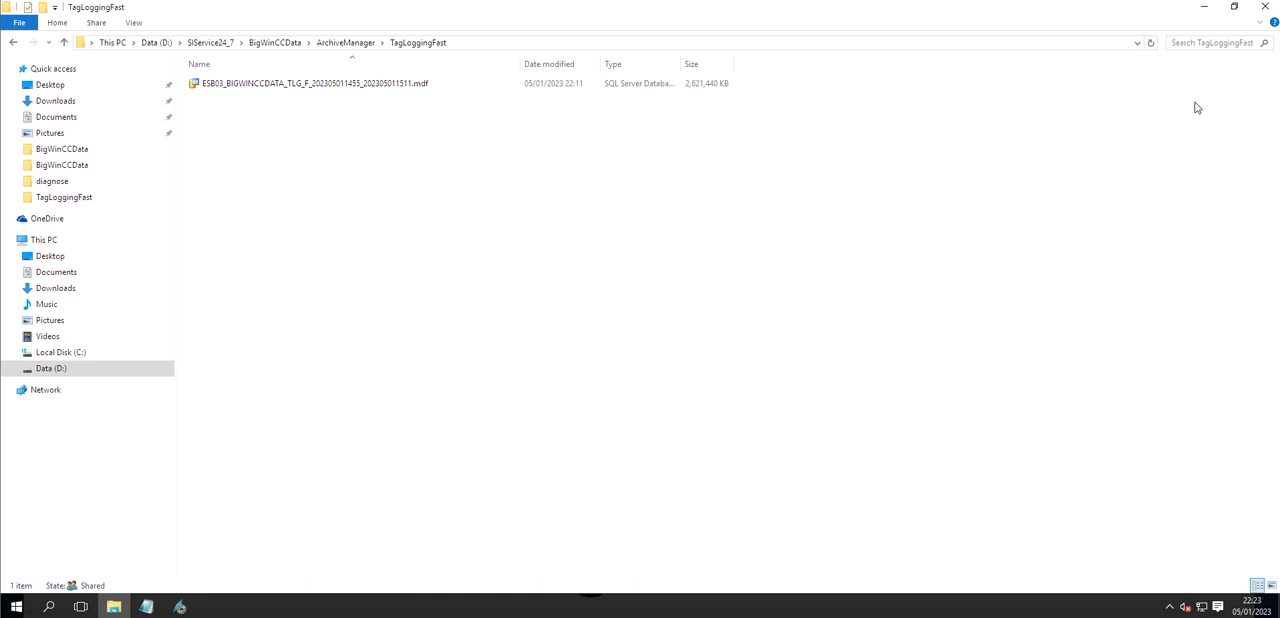 TagLoggingFast
File Home Share View
This PC Data (D:) SIService24_7 BigWinCCData ArchiveManager TagLoggingFast Search TagLoggingFast
Name Date modified Type Size
ESB03_BIGWINCCDATA_TLG_F_202305011455_202305011511.mdf 05/01/2023 22:11 SQL Server Databa... 2,621,440 KB
Quick access
Desktop
Downloads
Documents
Pictures
BigWinCCData
BigWinCCData
diagnose
TagLoggingFast
OneDrive
This PC
Desktop
Documents
Downloads
Music
Pictures
Videos
Local Disk (C:)
Data (D:)
Network
1 item State: Shared
22:23
05/01/2023